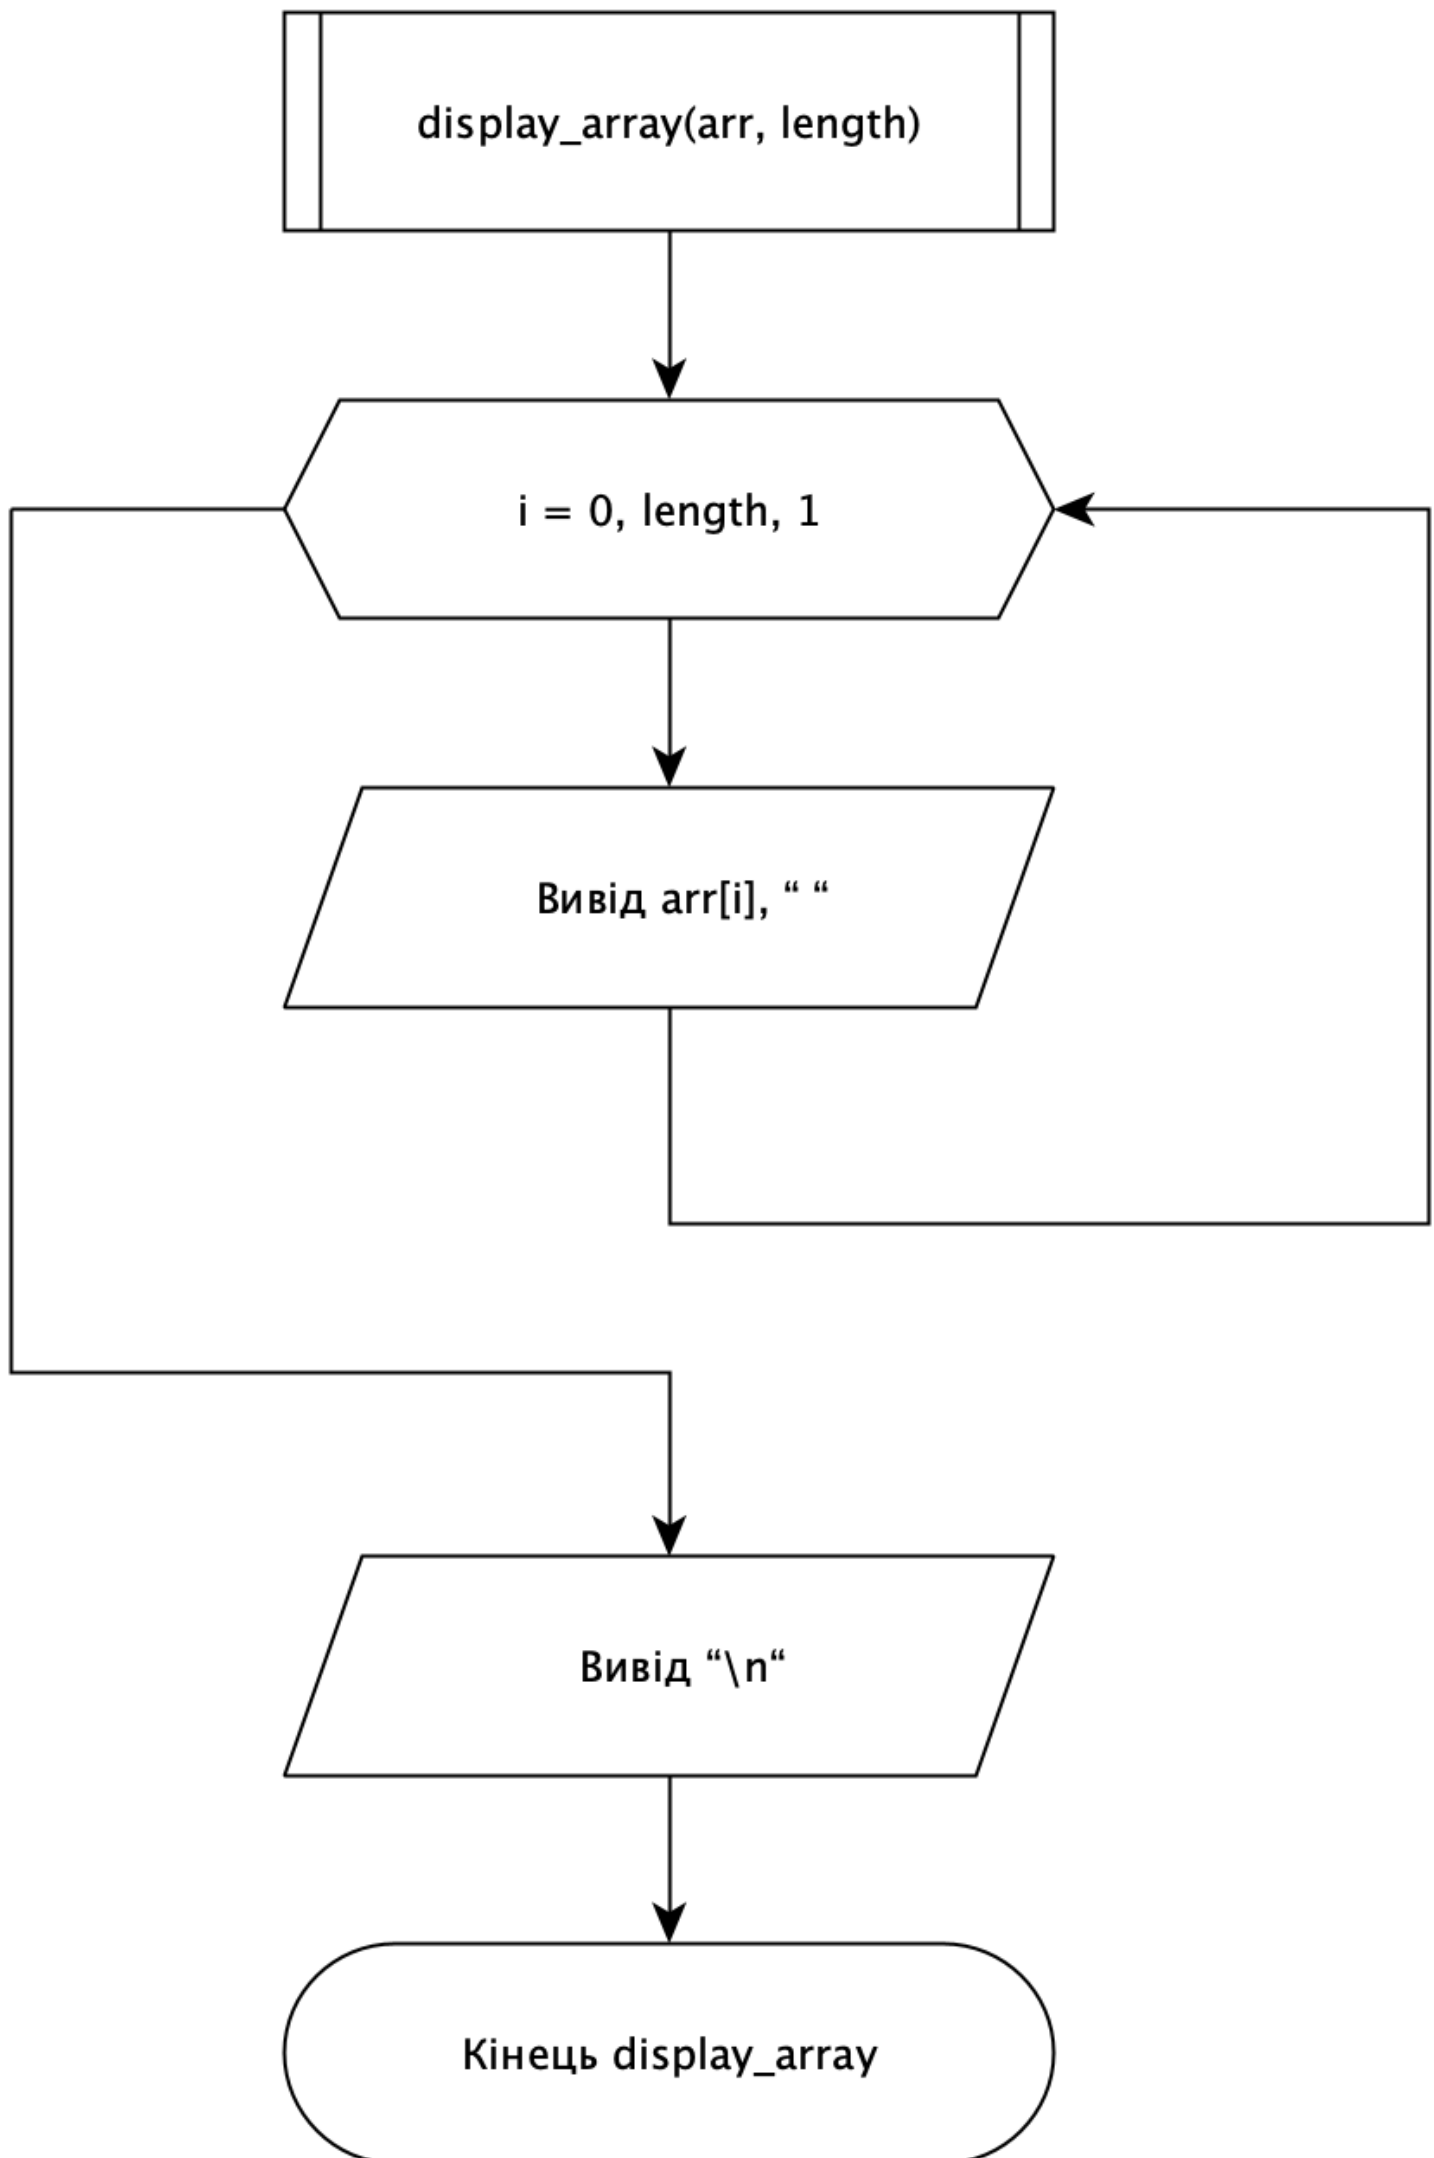 display_array(arr, length)
i = 0, length, 1
Вивід arr[i], “ “
Вивід “\n“
Кінець display_array